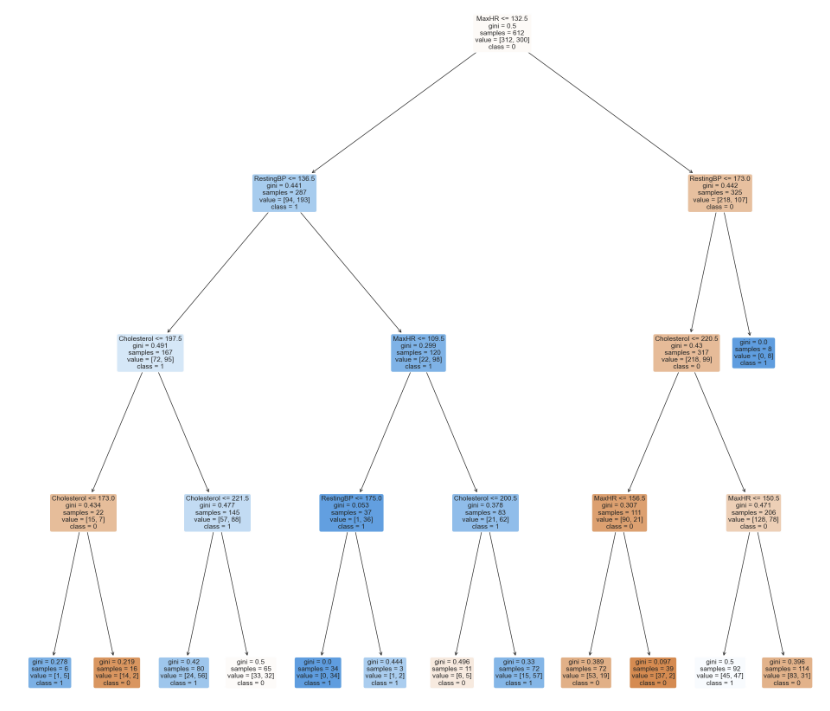 MaxHR <= 132.5
gini = 0.5
samples = 612
value = [312, 300]
class = 0
RestingBP <= 136.5
gini = 0.441
samples = 287
value = [94, 193]
class = 1
RestingBP <= 173.0
gini = 0.442
samples = 325
value = [218, 107]
class = 0
Cholesterol <= 197.5
gini = 0.491
samples = 167
value = [72, 95]
class = 1
MaxHR <= 109.5
gini = 0.299
samples = 120
value = [22, 98]
class = 1
Cholesterol <= 220.5
gini = 0.43
samples = 317
value = [218, 99]
class = 0
gini = 0.0
samples = 8
value = [0, 8]
class = 1
Cholesterol <= 173.0
gini = 0.434
samples = 22
value = [15, 7]
class = 0
Cholesterol <= 221.5
gini = 0.477
samples = 145
value = [57, 88]
class = 1
RestingBP <= 175.0
gini = 0.053
samples = 37
value = [1, 36]
class = 1
Cholesterol <= 200.5
gini = 0.378
samples = 83
value = [21, 62]
class = 1
MaxHR <= 156.5
gini = 0.307
samples = 111
value = [90, 21]
class = 0
MaxHR <= 150.5
gini = 0.471
samples = 206
value = [128, 78]
class = 0
gini = 0.278
samples = 6
value = [1, 5]
class = 1
gini = 0.219
samples = 16
value = [14, 2]
class = 0
gini = 0.42
samples = 80
value = [24, 56]
class = 1
gini = 0.5
samples = 65
value = [33, 32]
class = 0
gini = 0.0
samples = 34
value = [0, 34]
class = 1
gini = 0.444
samples = 3
value = [1, 2]
class = 1
gini = 0.496
samples = 11
value = [6, 5]
class = 0
gini = 0.33
samples = 72
value = [15, 57]
class = 1
gini = 0.389
samples = 72
value = [53, 19]
class = 0
gini = 0.097
samples = 39
value = [37, 2]
class = 0
gini = 0.5
samples = 92
value = [45, 47]
class = 1
gini = 0.396
samples = 114
value = [83, 31]
class = 0